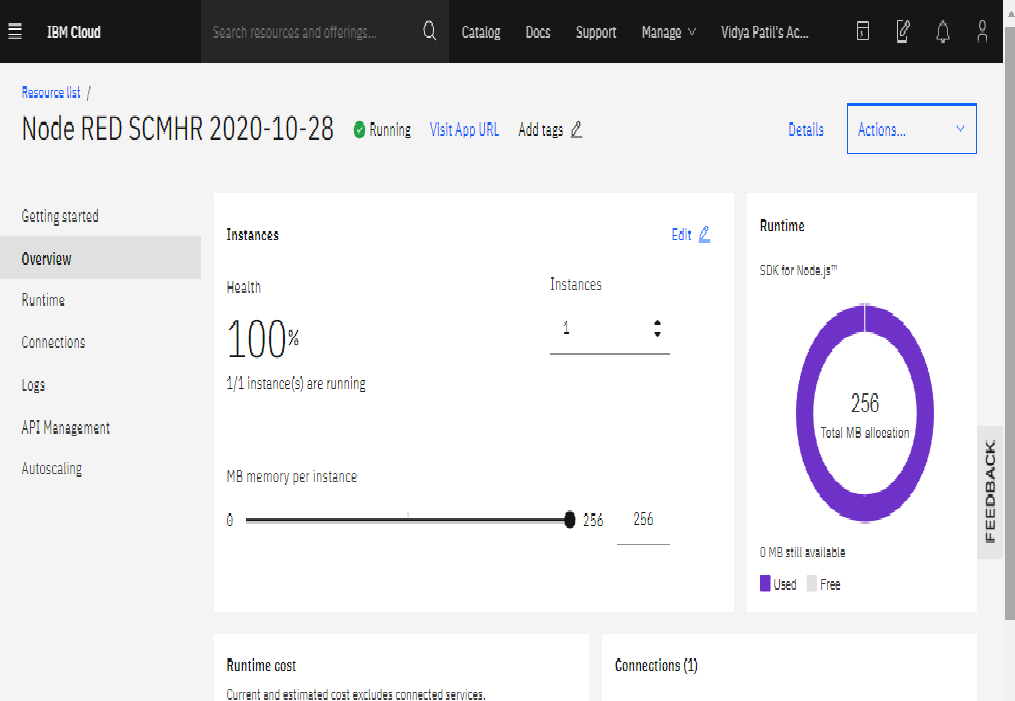 IBM Cloud Search resources and offerings... Catalog Docs Support Manage Vidya Patil's Ac...
Resource list /
Node RED SCMHR 2020-10-28 Running Visit App URL Add tags Details Actions...
Getting started
Overview
Runtime
Connections
Logs
API Management
Autoscaling
Instances Edit
Health
100%
1/1 instance(s) are running
Instances
1
MB memory per instance
0 256 256
Runtime
SDK for Node.js™
256
Total MB allocation
0 MB still available
Used Free
FEEDBACK
Runtime cost
Current and estimated cost excludes connected services.
Connections (1)